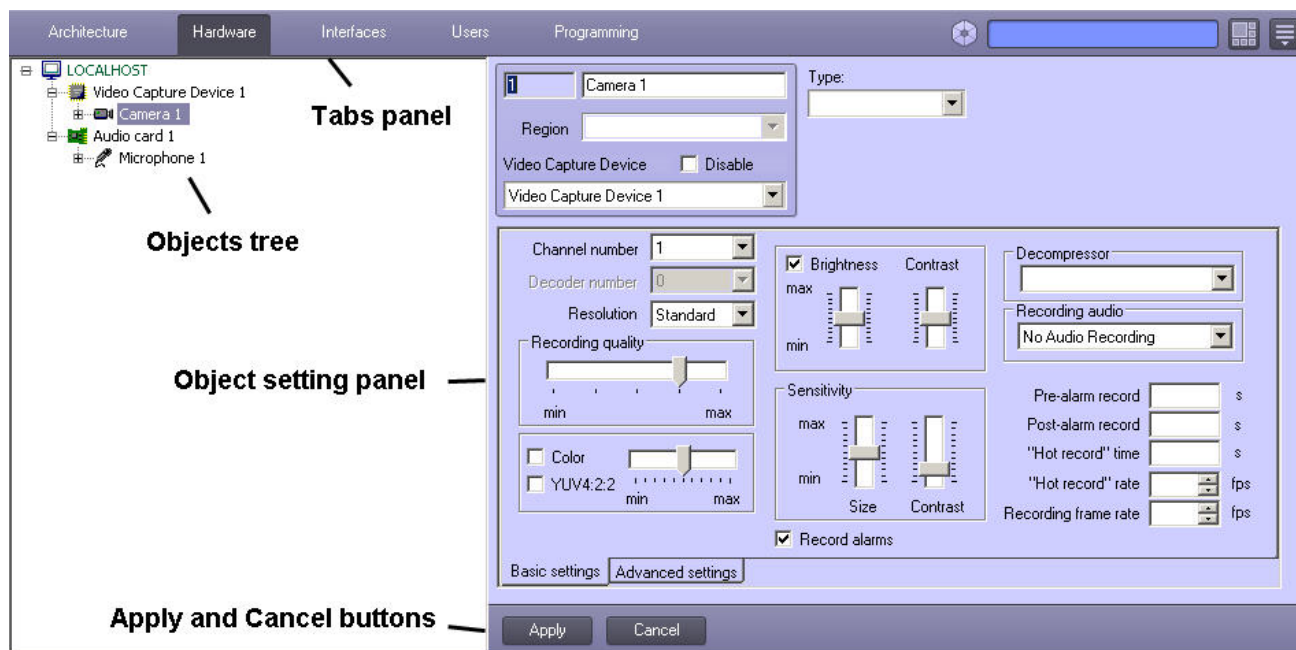 Architecture Hardware Interfaces Users Programming
LOCALHOST
Video Capture Device 1
Camera 1
Audio card 1
Microphone 1
Tabs panel
Objects tree
Object setting panel
Apply and Cancel buttons
1 Camera 1
Type:
Region
Video Capture Device Disable
Video Capture Device 1
Channel number 1
Decoder number 0
Resolution Standard
Recording quality
min max
Color
YUV4:2:2
min max
Brightness Contrast
max
min
Sensitivity
max
min
Size Contrast
Record alarms
Decompressor
Recording audio
No Audio Recording
Pre-alarm record s
Post-alarm record s
"Hot record" time s
"Hot record" rate fps
Recording frame rate fps
Basic settings Advanced settings
Apply Cancel